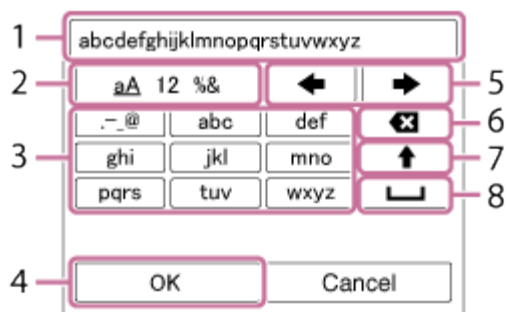 1 abcdefghijklmnopqrstuvwxyz
2 aA 12 %& 5
.-_@ abc def 6
3 ghi jkl mno 7
pqrs tuv wxyz 8
4 OK Cancel